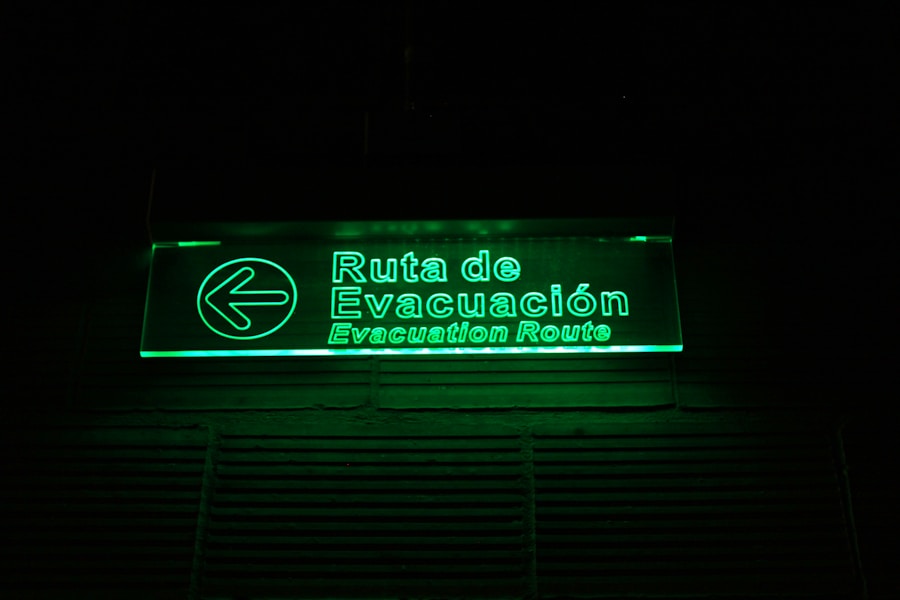 Ruta de
Evacuación
Evacuation Route